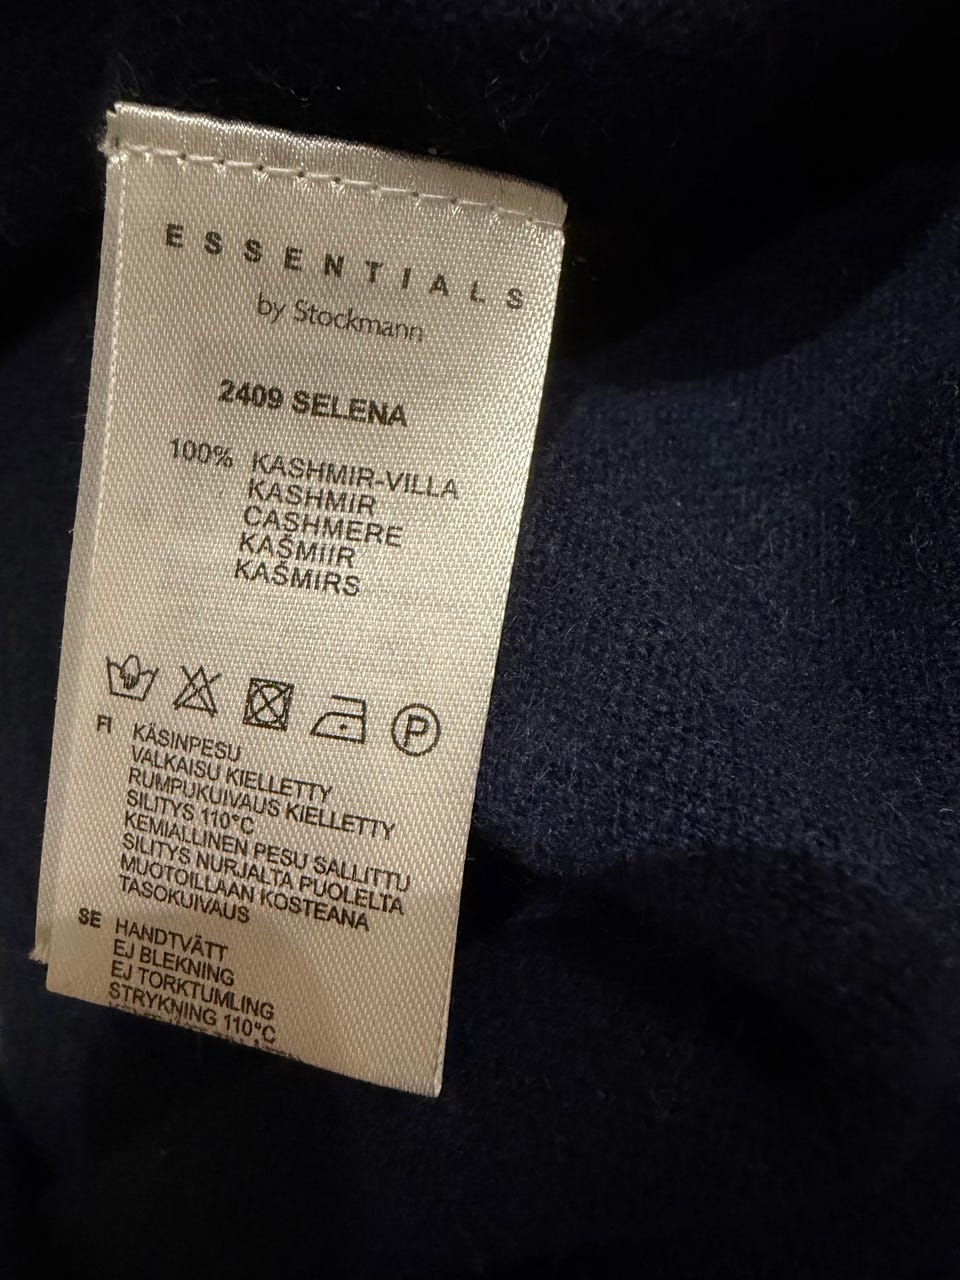 ESSENTIALS
by Stockmann
2409 SELENA
100% KASHMIR-VILLA
KASHMIR
CASHMERE
KAŠMIIR
KAŠMIRS
P
FI KÄSINPESU
VALKAISU KIELLETTY
RUMPUKUIVAUS KIELLETTY
SILITYS 110°C
KEMIALLINEN PESU SALLITTU
SILITYS NURJALTA PUOLELTA
MUOTOILLAAN KOSTEANA
TASOKUIVAUS
SE HANDTVÄTT
EJ BLEKNING
EJ TORKTUMLING
STRYKNING 110°C